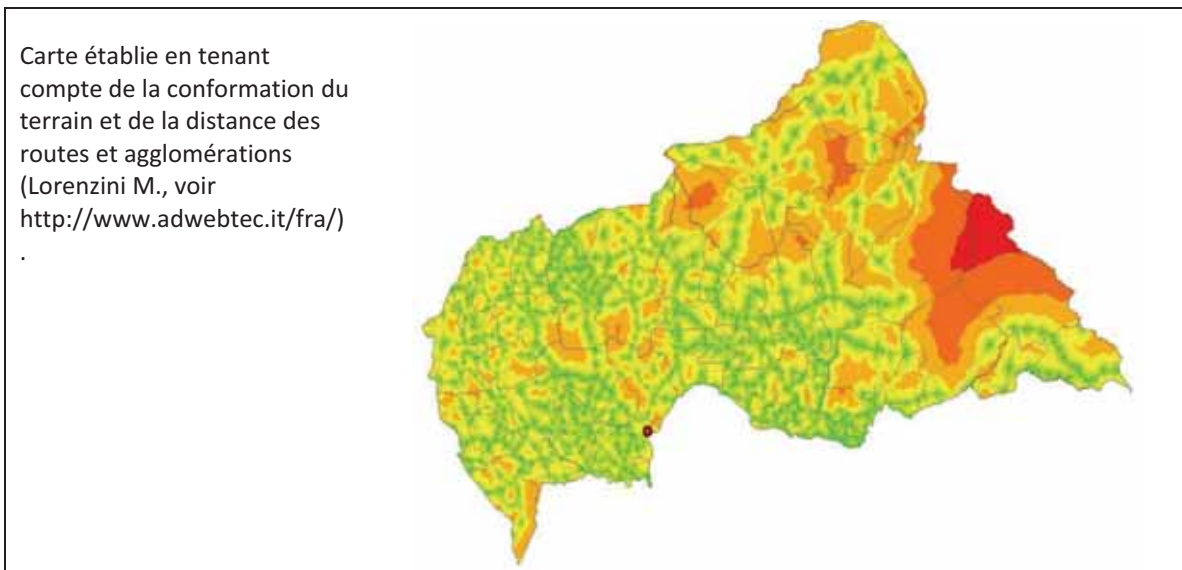 Carte établie en tenant
compte de la conformation du
terrain et de la distance des
routes et agglomérations
(Lorenzini M., voir
http://www.adwebtec.it/fra/)
.